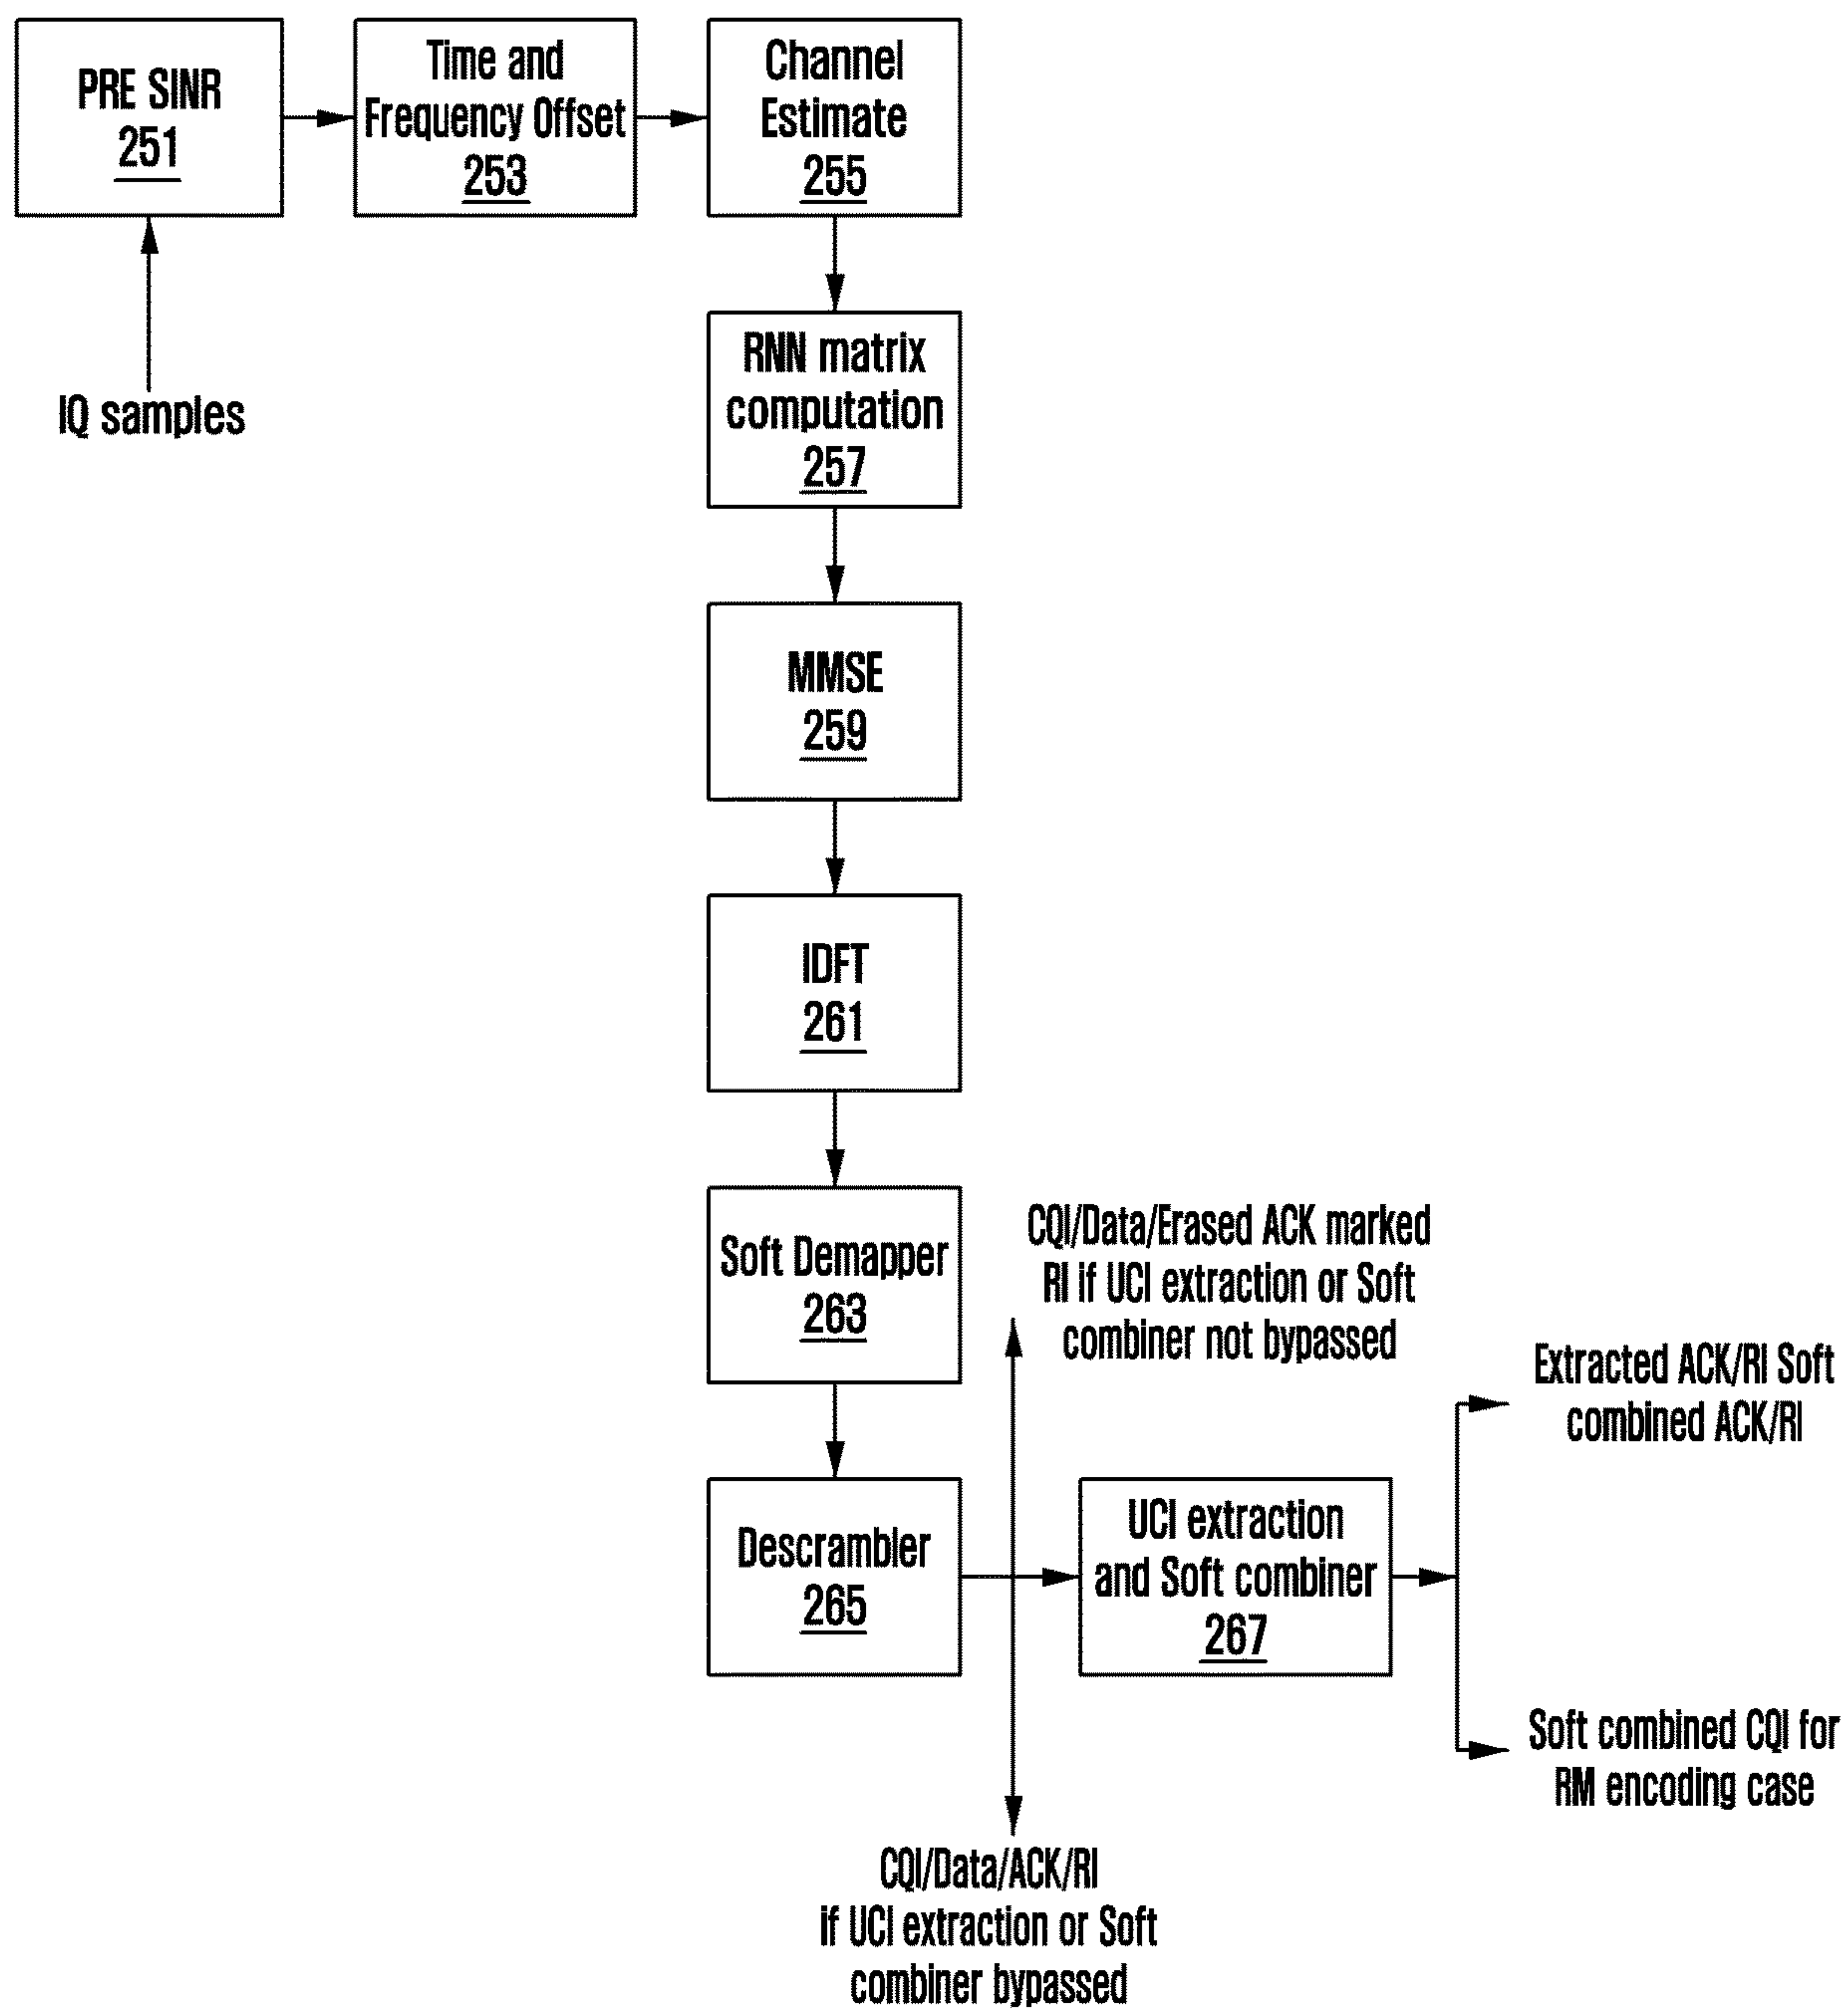 PRE SINR
251
Time and
Frequency Offset
253
Channel
Estimate
255
IQ samples
RNN matrix
computation
257
MMSE
259
IDFT
261
Soft Demapper
263
CQI/Data/Erased ACK marked
RI if UCI extraction or Soft
combiner not bypassed
Extracted ACK/RI Soft
combined ACK/RI
Descrambler
265
UCI extraction
and Soft combiner
267
Soft combined CQI for
RM encoding case
CQI/Data/ACK/RI
if UCI extraction or Soft
combiner bypassed